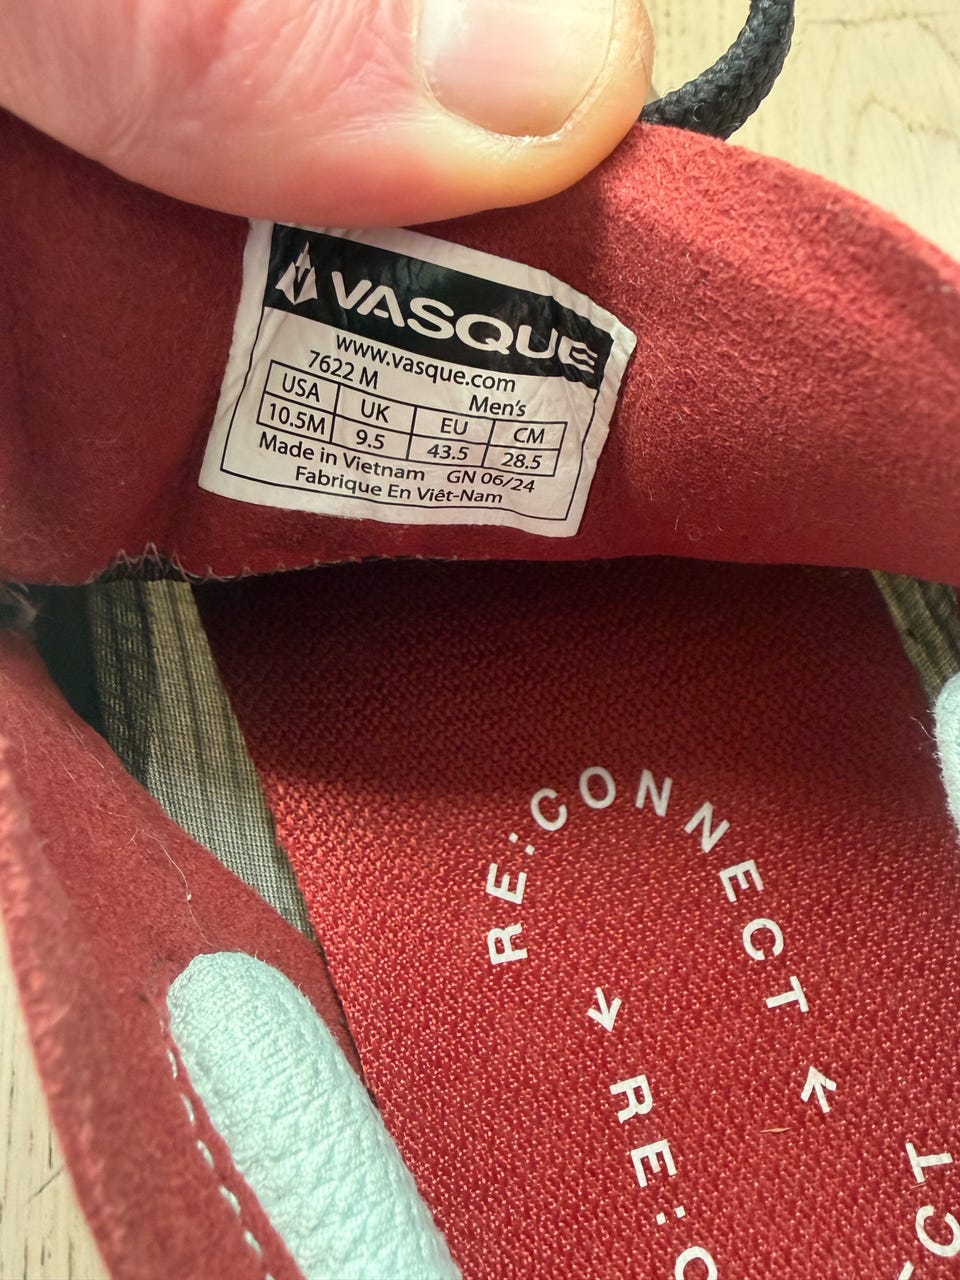 VASQUE
www.vasque.com
7622 M Men's
USA UK EU CM
10.5M 9.5 43.5 28.5
Made in Vietnam GN 06/24
Fabrique En Viêt-Nam
RE:CONNECT
RE:C
CT